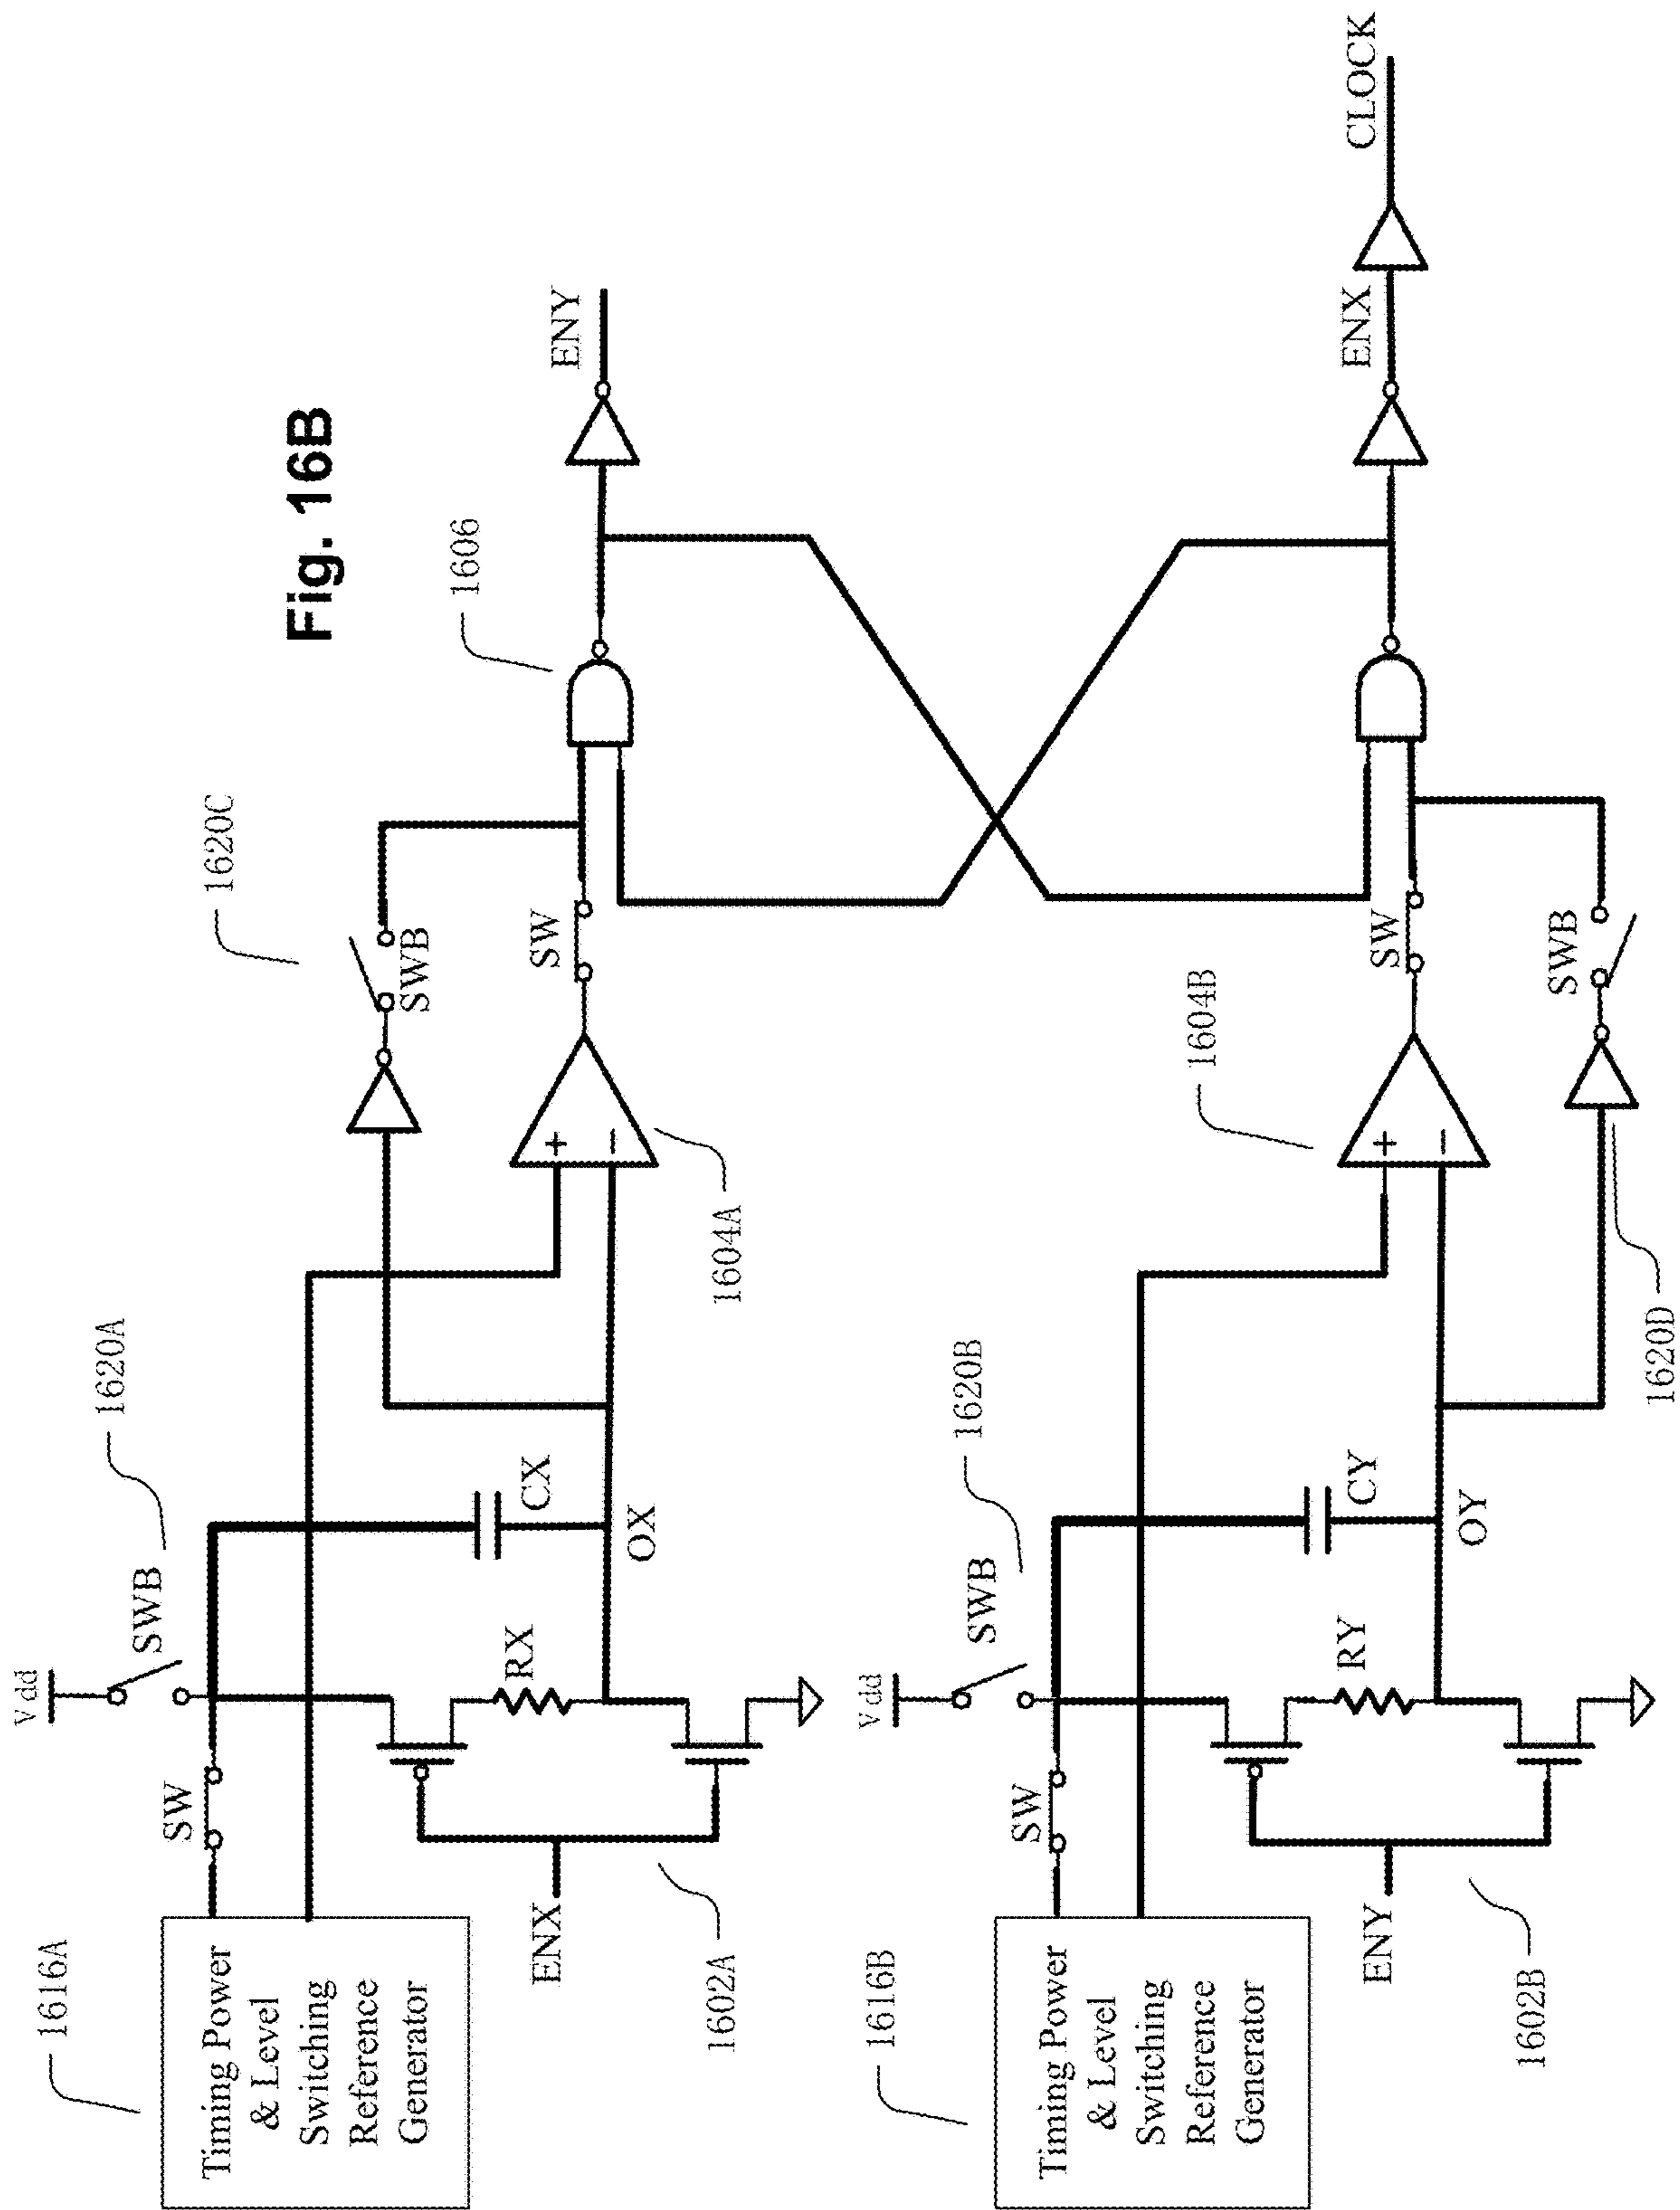 Fig. 16B
1616A
Timing Power
& Level
Switching
Reference
Generator
SW
Vdd
SWB
1620A
ENX
1602A
RX
CX
OX
1604A
+
−
SWB
1620C
SW
1606
ENY
1616B
Timing Power
& Level
Switching
Reference
Generator
SW
Vdd
SWB
1620B
ENY
1602B
RY
CY
OY
1604B
+
−
SW
SWB
1620D
ENX
CLOCK